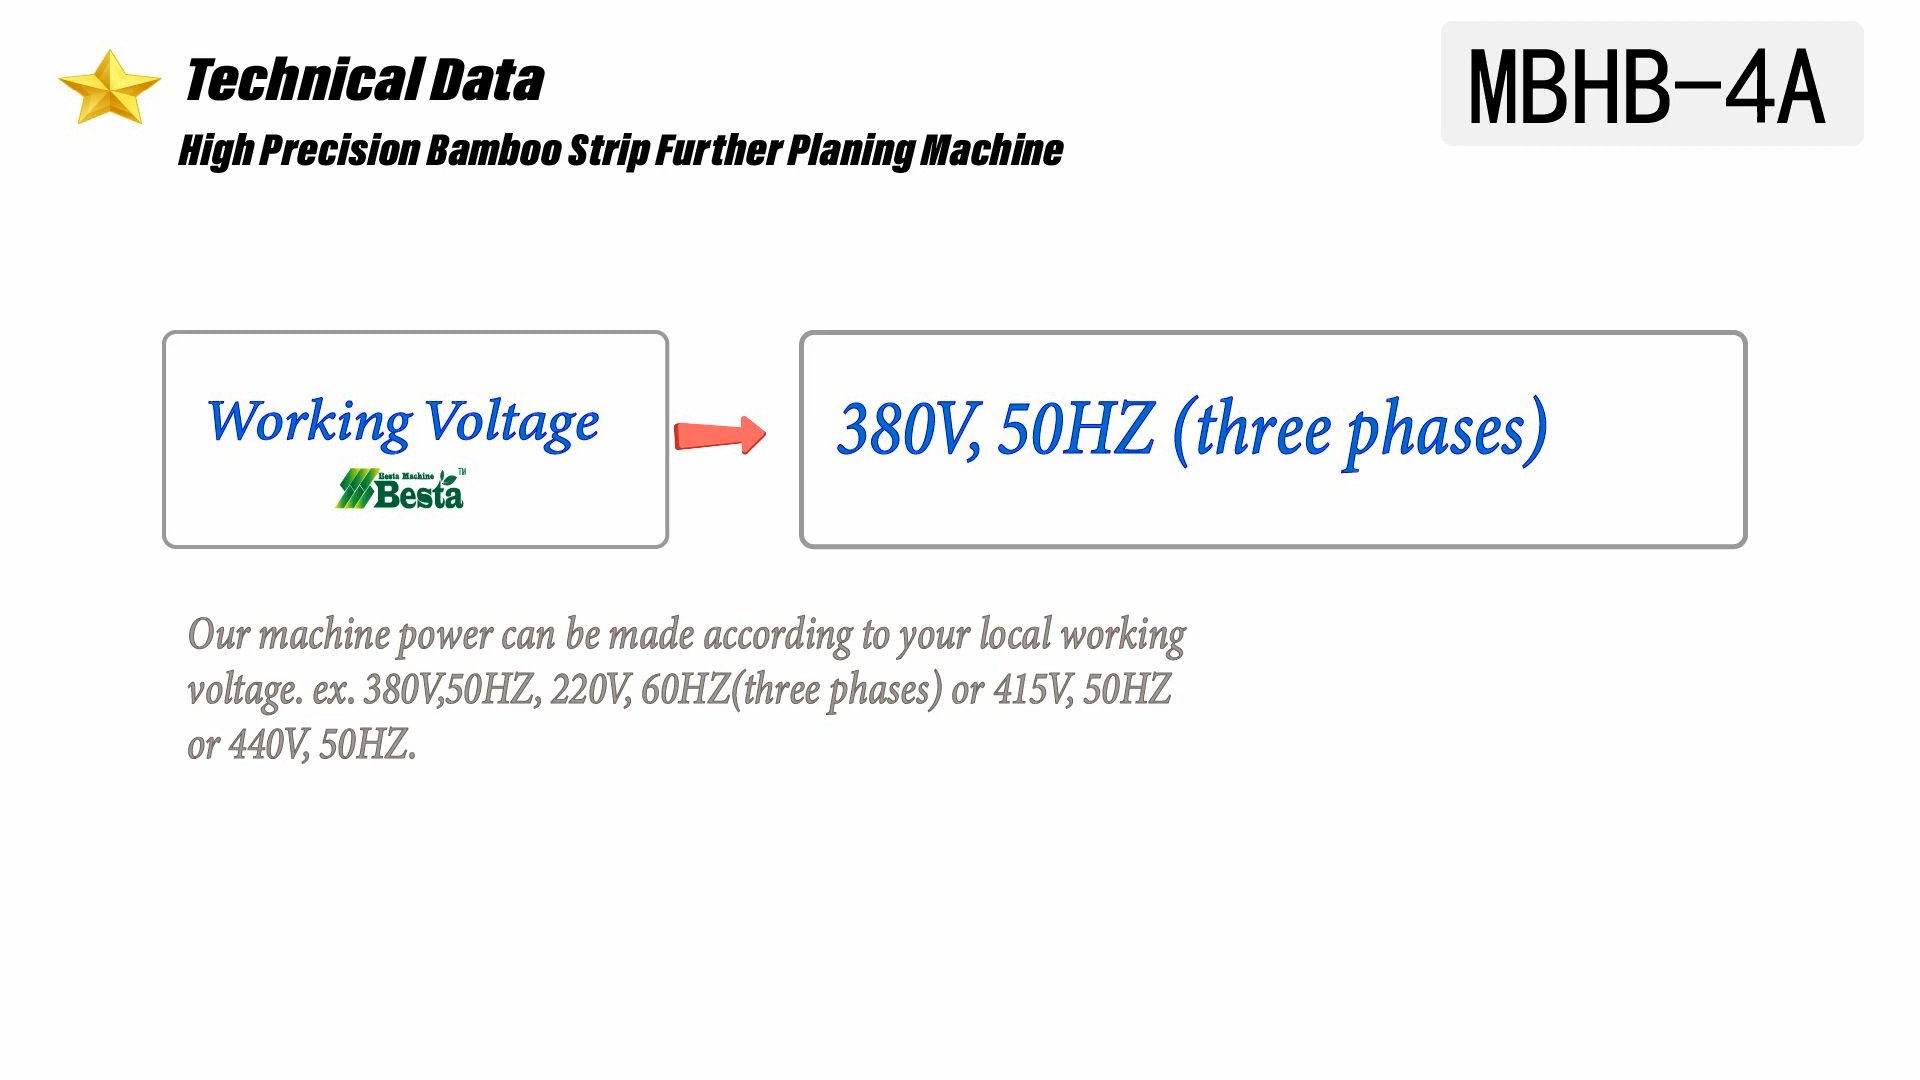 Technical Data
MBHB-4A
High Precision Bamboo Strip Further Planing Machine
Working Voltage
Besta Machine
Besta TM
380V, 50HZ (three phases)
Our machine power can be made according to your local working
voltage. ex. 380V,50HZ, 220V, 60HZ(three phases) or 415V, 50HZ
or 440V, 50HZ.